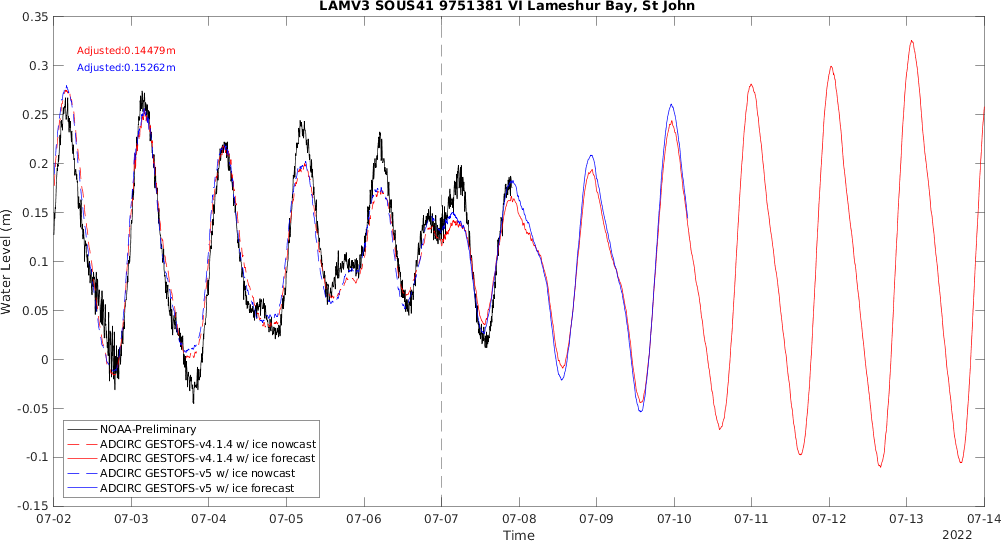 LAMV3 SOUS41 9751381 VI Lameshur Bay, St John
0.35
0.3
0.25
0.2
0.15
0.1
0.05
0
-0.05
-0.1
-0.15
Water Level (m)
Adjusted:0.14479m
Adjusted:0.15262m
NOAA-Preliminary
ADCIRC GESTOFS-v4.1.4 w/ ice nowcast
ADCIRC GESTOFS-v4.1.4 w/ ice forecast
ADCIRC GESTOFS-v5 w/ ice nowcast
ADCIRC GESTOFS-v5 w/ ice forecast
07-02 07-03 07-04 07-05 07-06 07-07 07-08 07-09 07-10 07-11 07-12 07-13 07-14
Time
2022